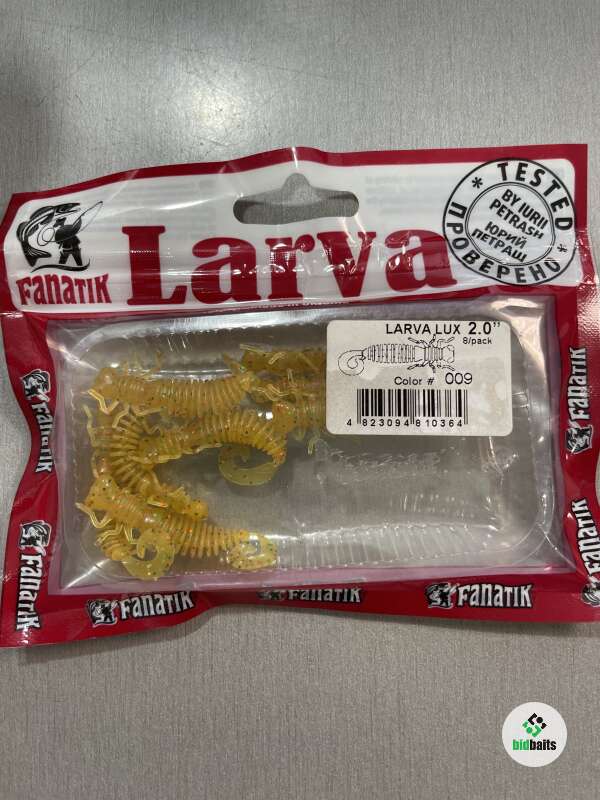 TESTED
BY IURII
PETRASH
ЮРИЙ
ПЕТРАШ
ПРОВЕРЕНО
Larva
FANATIK
LARVA LUX 2.0”
8/pack
Color # 009
4 823094 810364
FANATIK
FANATIK
FANATIK
FANATIK
FANATIK
FANATIK
FANATIK
FANATIK
bidbaits